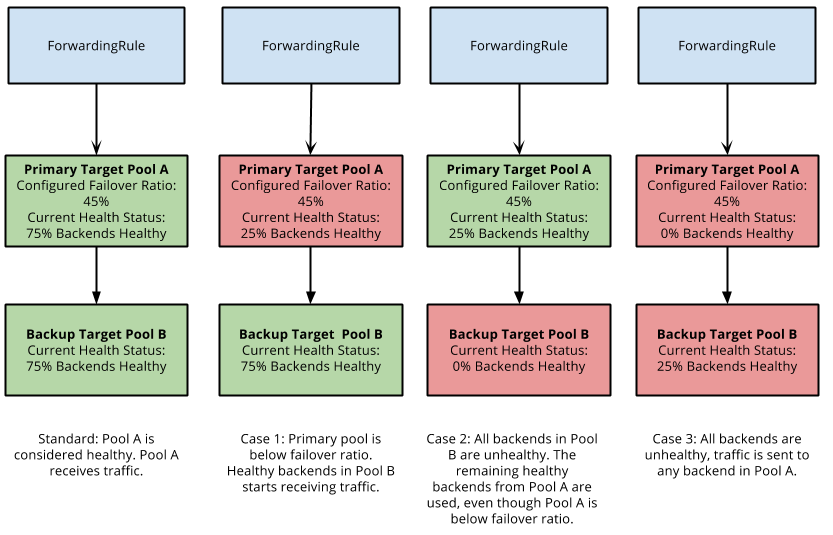 ForwardingRule
ForwardingRule
ForwardingRule
ForwardingRule
Primary Target Pool A
Configured Failover Ratio:
45%
Current Health Status:
75% Backends Healthy
Primary Target Pool A
Configured Failover Ratio:
45%
Current Health Status:
25% Backends Healthy
Primary Target Pool A
Configured Failover Ratio:
45%
Current Health Status:
25% Backends Healthy
Primary Target Pool A
Configured Failover Ratio:
45%
Current Health Status:
0% Backends Healthy
Backup Target Pool B
Current Health Status:
75% Backends Healthy
Backup Target Pool B
Current Health Status:
75% Backends Healthy
Backup Target Pool B
Current Health Status:
0% Backends Healthy
Backup Target Pool B
Current Health Status:
25% Backends Healthy
Standard: Pool A is
considered healthy. Pool A
receives traffic.
Case 1: Primary pool is
below failover ratio.
Healthy backends in Pool B
starts receiving traffic.
Case 2: All backends in Pool
B are unhealthy. The
remaining healthy
backends from Pool A are
used, even though Pool A is
below failover ratio.
Case 3: All backends are
unhealthy, traffic is sent to
any backend in Pool A.